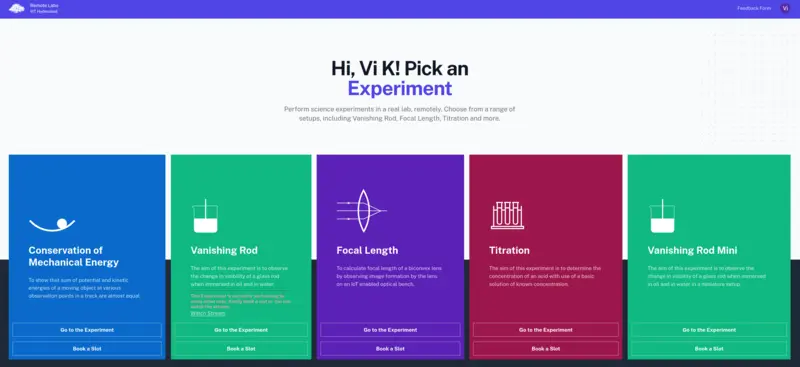 Remote Labs
IIIT Hyderabad
Feedback Form
Vi
Hi, Vi K! Pick an
Experiment
Perform science experiments in a real lab, remotely. Choose from a range of
setups, including Vanishing Rod, Focal Length, Titration and more.
Conservation of
Mechanical Energy
To show that sum of potential and kinetic
energies of a moving object at various
observation points in a track are almost equal.
Go to the Experiment
Book a Slot
Vanishing Rod
The aim of this experiment is to observe
the change in visibility of a glass rod
when immersed in oil and in water.
Watch Stream
Go to the Experiment
Book a Slot
Focal Length
To calculate focal length of a biconvex lens
by observing image formation by the lens
on an IoT enabled optical bench.
Go to the Experiment
Book a Slot
Titration
The aim of this experiment is to determine the
concentration of an acid with use of a basic
solution of known concentration.
Go to the Experiment
Book a Slot
Vanishing Rod Mini
The aim of this experiment is to observe the
change in visibility of a glass rod when immersed
in oil and in water in a miniature setup.
Go to the Experiment
Book a Slot